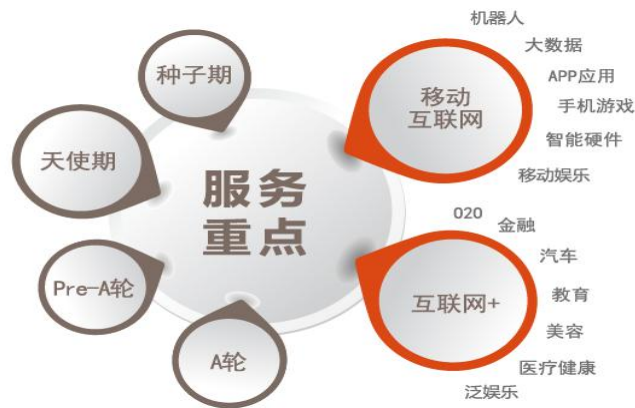 机器人
大数据
APP应用
手机游戏
智能硬件
移动娱乐
移动
互联网
种子期
天使期
服务
重点
Pre-A轮
A轮
互联网+
O2O
金融
汽车
教育
美容
医疗健康
泛娱乐